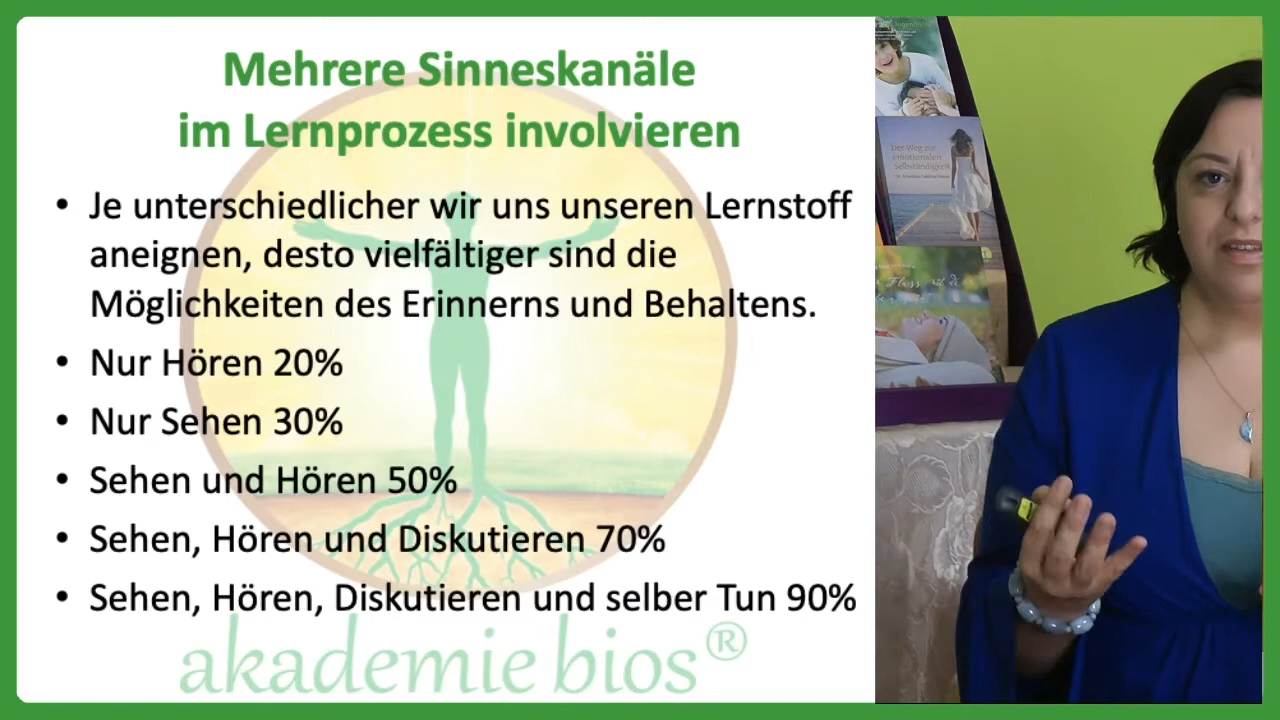 Mehrere Sinneskanäle
im Lernprozess involvieren
• Je unterschiedlicher wir uns unseren Lernstoff
aneignen, desto vielfältiger sind die
Möglichkeiten des Erinnerns und Behaltens.
• Nur Hören 20%
• Nur Sehen 30%
• Sehen und Hören 50%
• Sehen, Hören und Diskutieren 70%
• Sehen, Hören, Diskutieren und selber Tun 90%
akademie bios®
Der Weg zur
emotionalen
Selbständigkeit